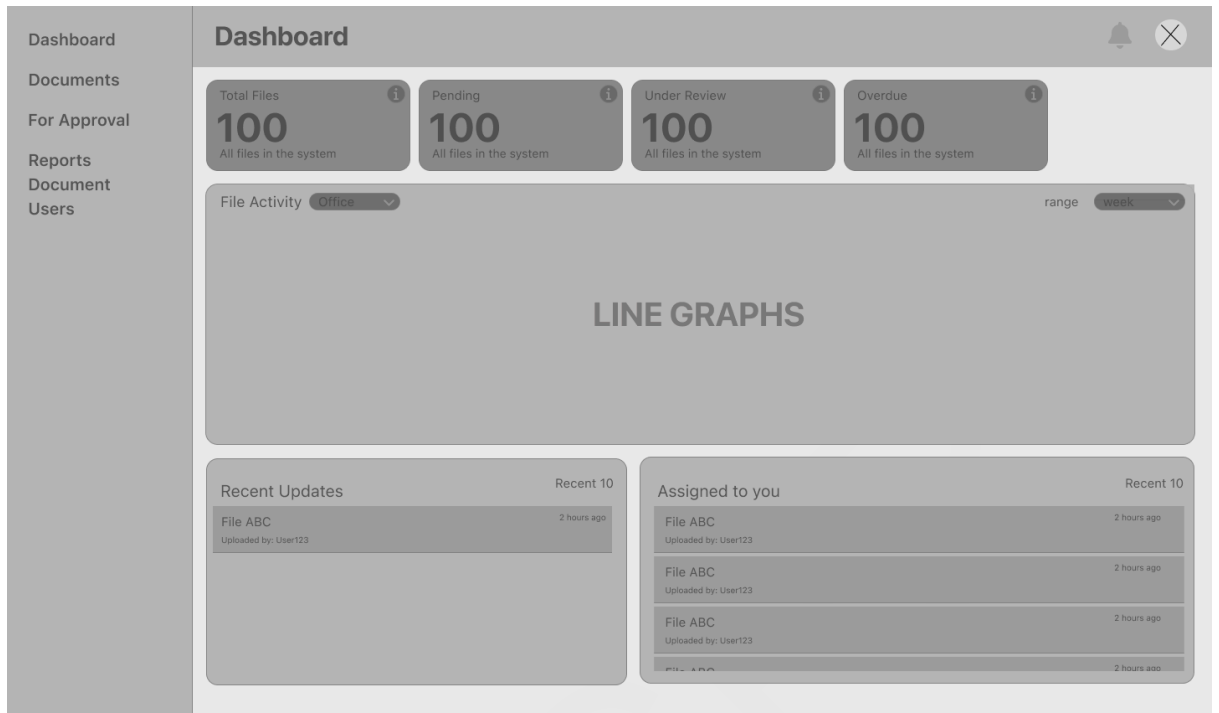 Dashboard
Documents
For Approval
Reports
Document
Users
Dashboard
Total Files
100
All files in the system
Pending
100
All files in the system
Under Review
100
All files in the system
Overdue
100
All files in the system
File Activity Office
range week
LINE GRAPHS
Recent Updates Recent 10
File ABC 2 hours ago
Uploaded by: User123
Assigned to you Recent 10
File ABC 2 hours ago
Uploaded by: User123
File ABC 2 hours ago
Uploaded by: User123
File ABC 2 hours ago
Uploaded by: User123
File ABC 2 hours ago